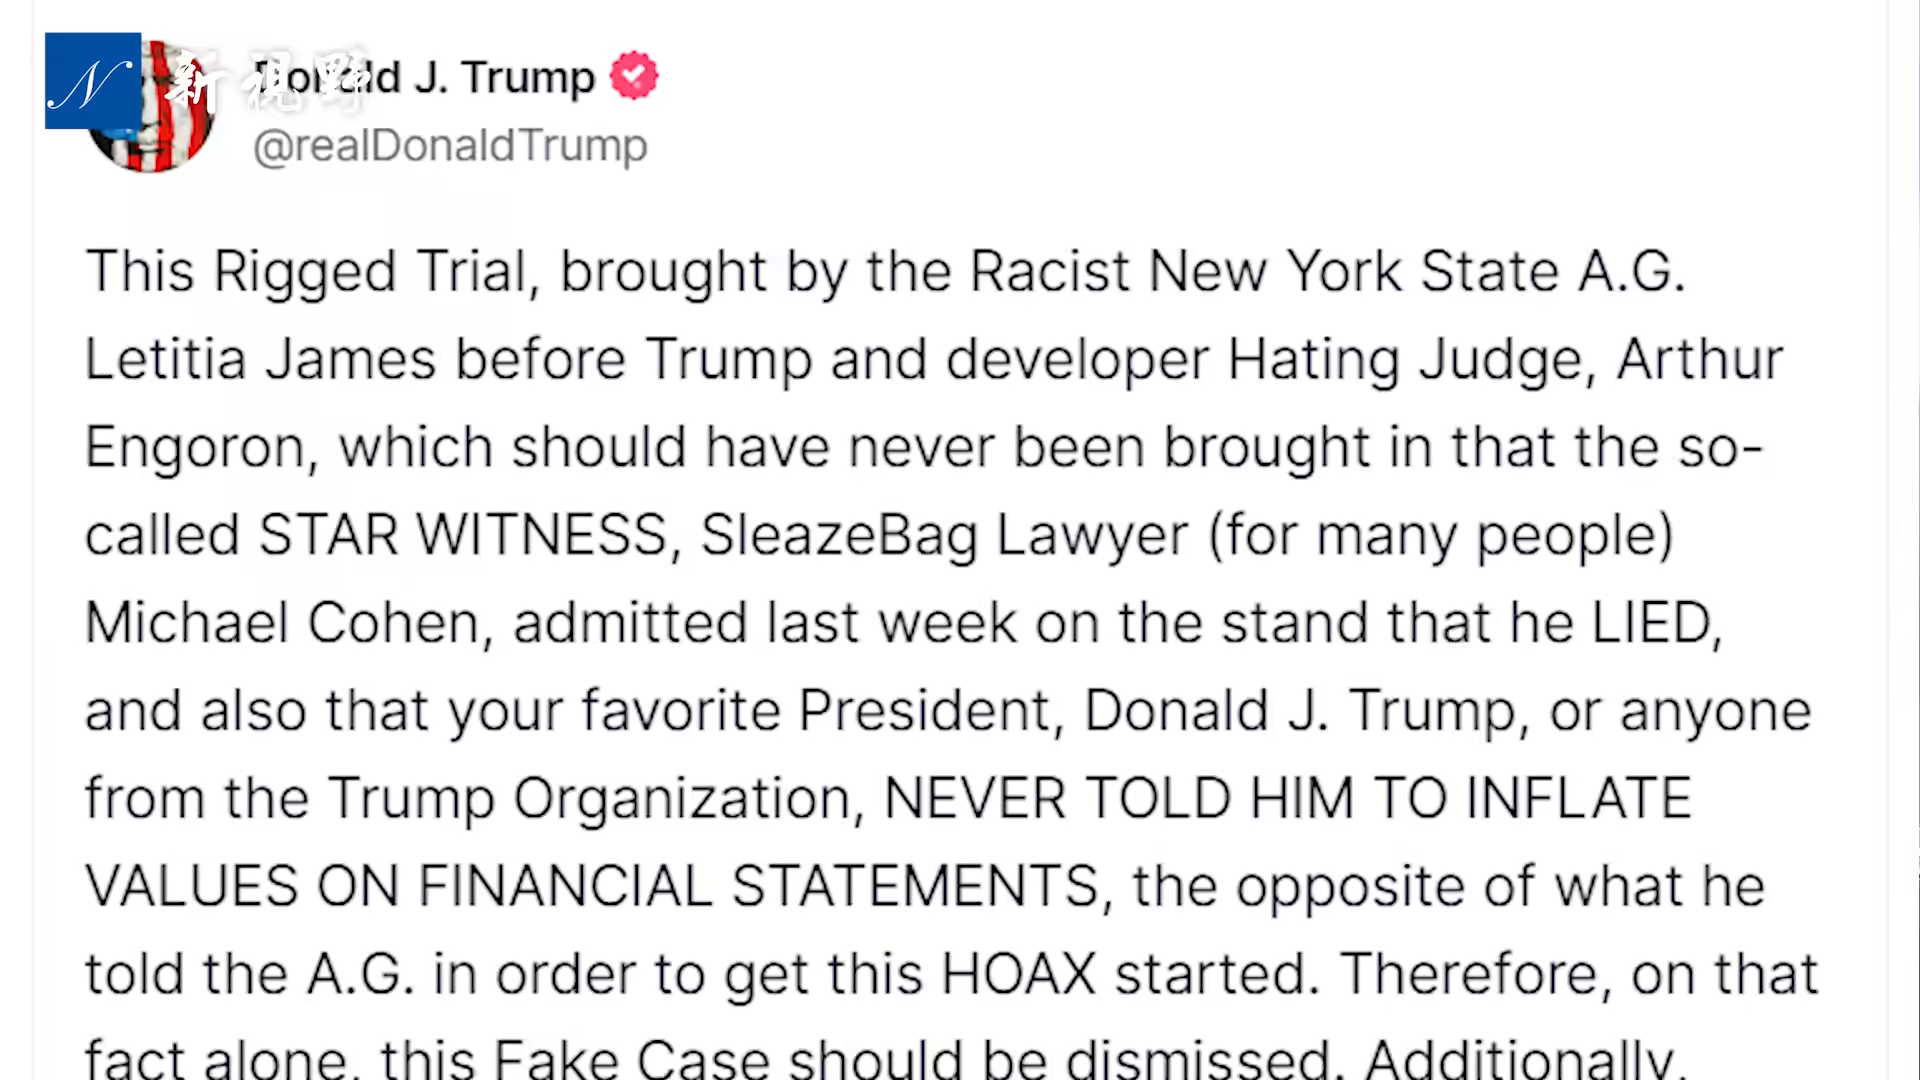 N 新視野
Donald J. Trump
@realDonaldTrump
This Rigged Trial, brought by the Racist New York State A.G.
Letitia James before Trump and developer Hating Judge, Arthur
Engoron, which should have never been brought in that the so-
called STAR WITNESS, SleazeBag Lawyer (for many people)
Michael Cohen, admitted last week on the stand that he LIED,
and also that your favorite President, Donald J. Trump, or anyone
from the Trump Organization, NEVER TOLD HIM TO INFLATE
VALUES ON FINANCIAL STATEMENTS, the opposite of what he
told the A.G. in order to get this HOAX started. Therefore, on that
fact alone, this Fake Case should be dismissed. Additionally,